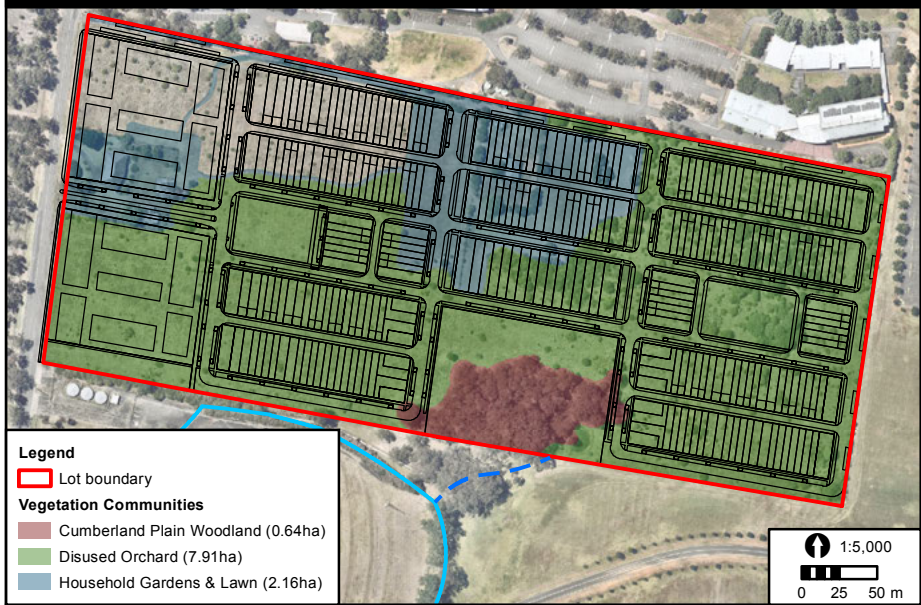 Legend
Lot boundary
Vegetation Communities
Cumberland Plain Woodland (0.64ha)
Disused Orchard (7.91ha)
Household Gardens & Lawn (2.16ha)
1:5,000
0 25 50 m